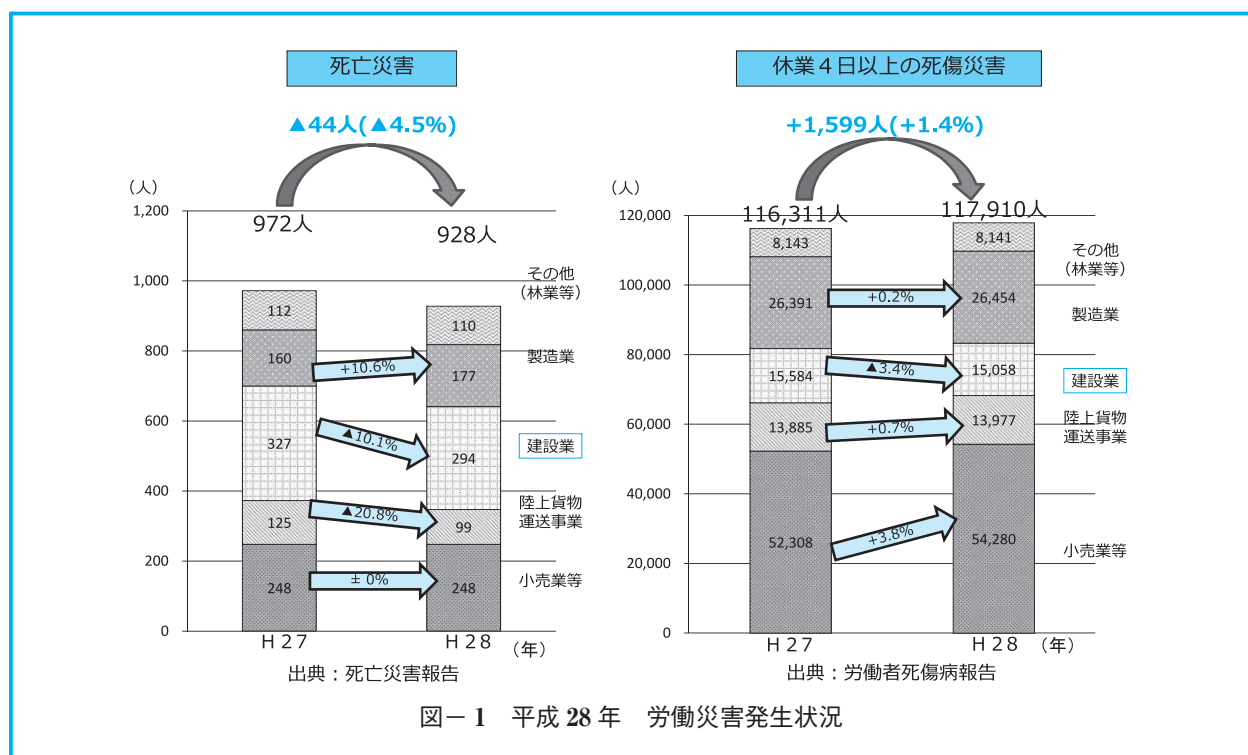 死亡災害
▲44人(▲4.5%)
（人）
1,200
1,000
800
600
400
200
0
972人
928人
112
160
327
125
248
110
177
294
99
248
+10.6%
▲10.1%
▲20.8%
± 0%
その他
（林業等）
製造業
建設業
陸上貨物
運送事業
小売業等
Ｈ２７
Ｈ２８
（年）
出典：死亡災害報告
休業４日以上の死傷災害
+1,599人(+1.4%)
（人）
120,000
100,000
80,000
60,000
40,000
20,000
0
116,311人
117,910人
8,143
26,391
15,584
13,885
52,308
8,141
26,454
15,058
13,977
54,280
+0.2%
▲3.4%
+0.7%
+3.8%
その他
（林業等）
製造業
建設業
陸上貨物
運送事業
小売業等
Ｈ２７
Ｈ２８
（年）
出典：労働者死傷病報告
図－1　平成 28 年　労働災害発生状況